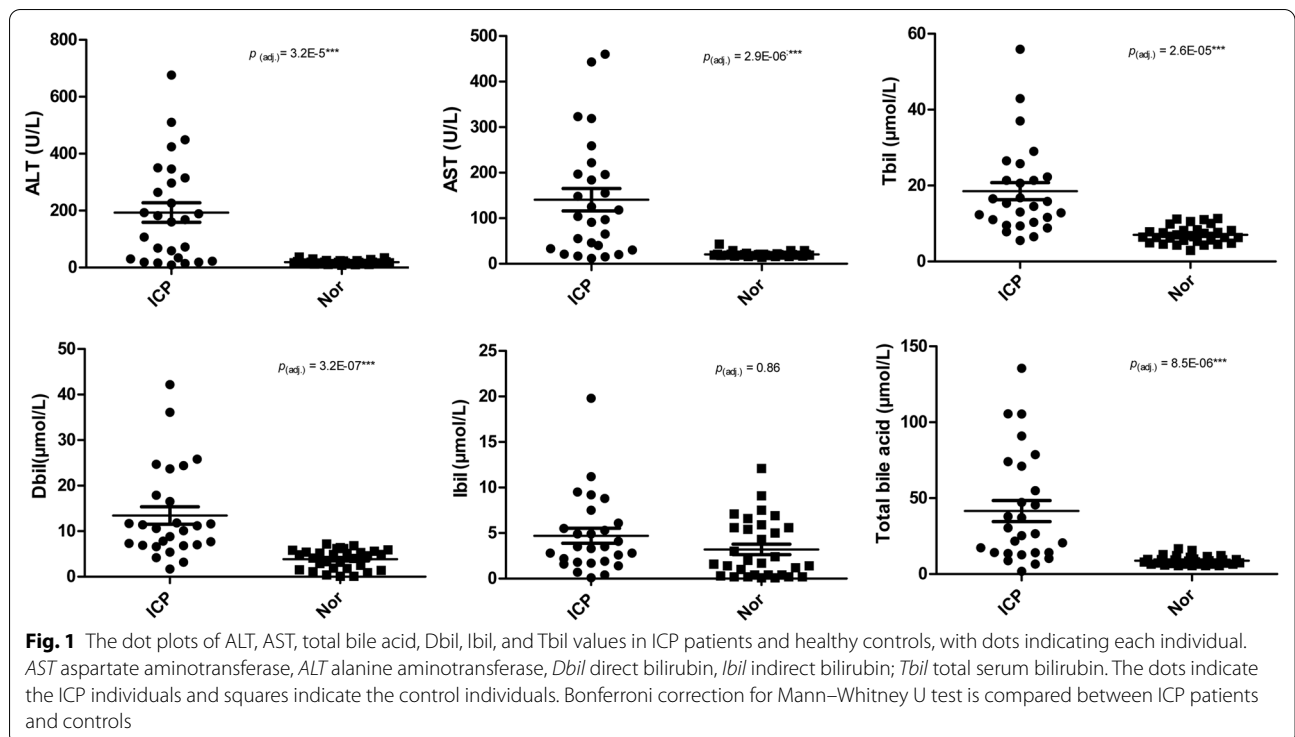 800
600
400
200
0
ALT (U/L)
p (adj.) = 3.2E-5***
ICP
Nor
500
400
300
200
100
0
AST (U/L)
p(adj.) = 2.9E-06***
ICP
Nor
60
40
20
0
Tbil (μmol/L)
p(adj.) = 2.6E-05***
ICP
Nor
50
40
30
20
10
0
Dbil(μmol/L)
p(adj.) = 3.2E-07***
ICP
Nor
25
20
15
10
5
0
Ibil (μmol/L)
p(adj.) = 0.86
ICP
Nor
150
100
50
0
Total bile acid (μmol/L)
p(adj.) = 8.5E-06***
ICP
Nor
Fig. 1 The dot plots of ALT, AST, total bile acid, Dbil, Ibil, and Tbil values in ICP patients and healthy controls, with dots indicating each individual.
AST aspartate aminotransferase, ALT alanine aminotransferase, Dbil direct bilirubin, Ibil indirect bilirubin; Tbil total serum bilirubin. The dots indicate
the ICP individuals and squares indicate the control individuals. Bonferroni correction for Mann–Whitney U test is compared between ICP patients
and controls